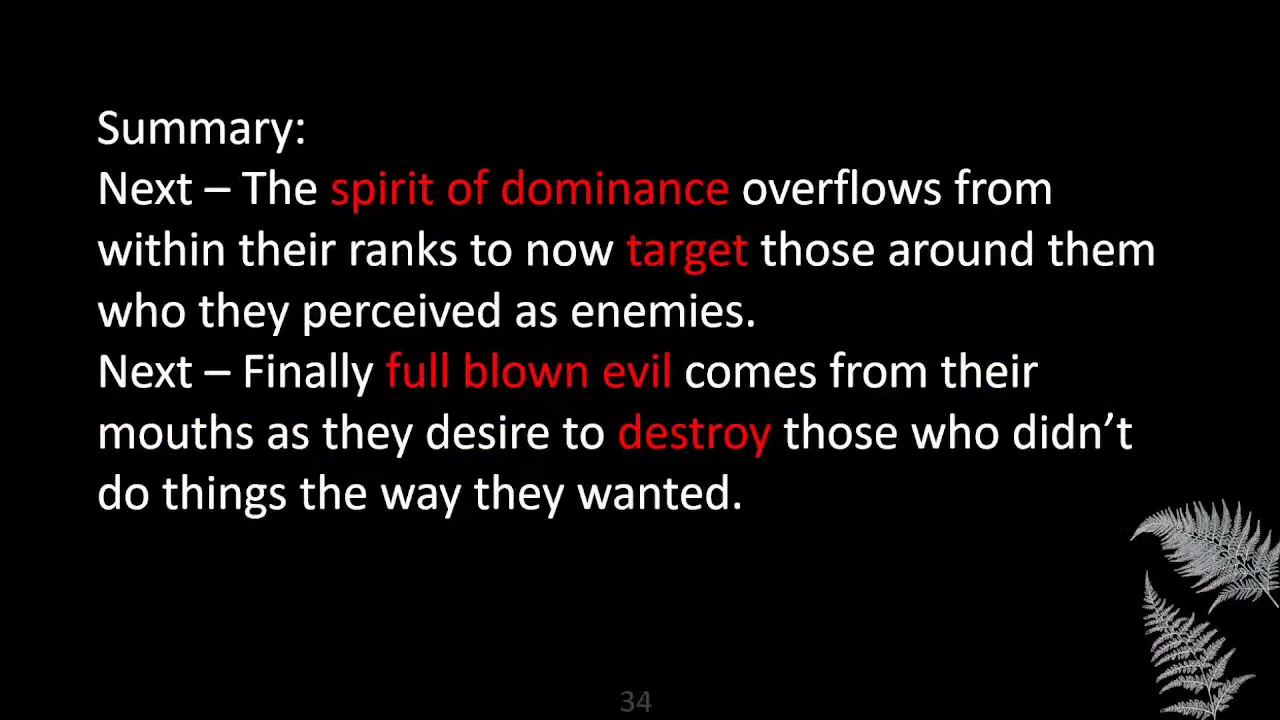 Summary:
Next – The spirit of dominance overflows from
within their ranks to now target those around them
who they perceived as enemies.
Next – Finally full blown evil comes from their
mouths as they desire to destroy those who didn’t
do things the way they wanted.
34